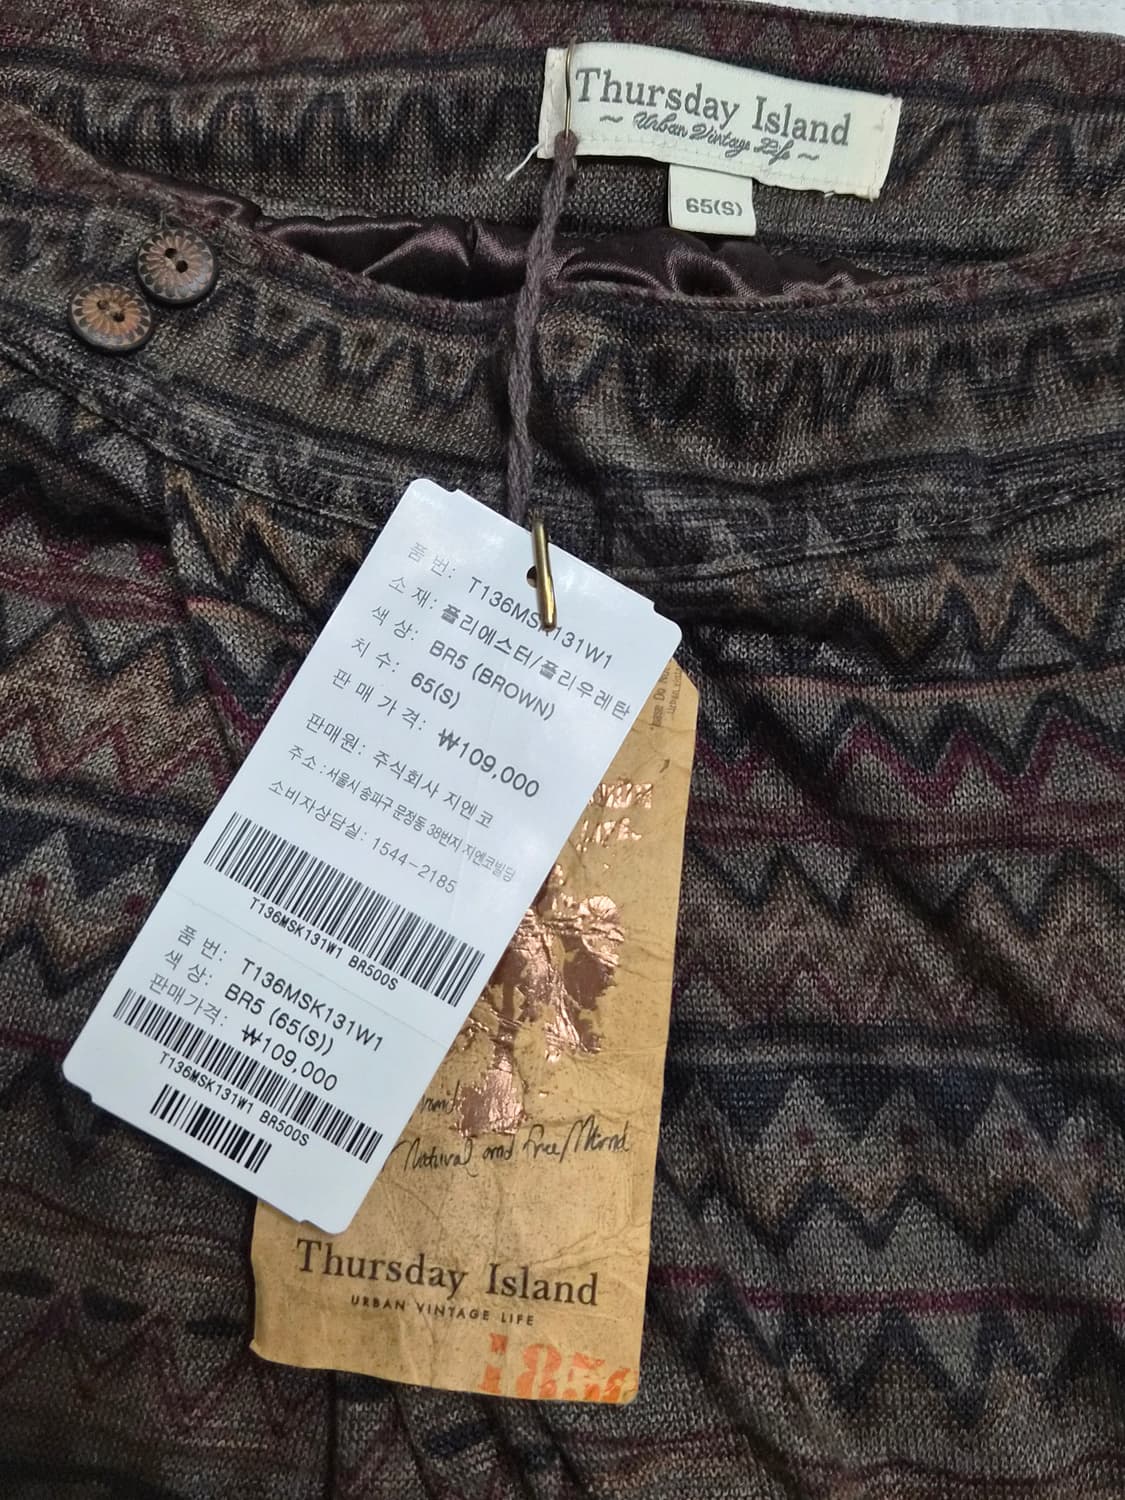 Thursday Island
~ Urban Vintage Life ~
65(S)
품 번: T136MSK131W1
소 재: 폴리에스터/폴리우레탄
색 상: BR5 (BROWN)
치 수: 65(S)
판 매 가 격: ₩109,000
판매원: 주식회사 지엔코
주소:서울시 송파구 문정동 38번지 지엔코빌딩
소비자상담실: 1544-2185
T136MSK131W1 BR500S
품 번: T136MSK131W1
색 상: BR5 (65(S))
판매가격: ₩109,000
T136MSK131W1 BR500S
LIFE.
Natural and free/Mind
Thursday Island
URBAN VINTAGE LIFE